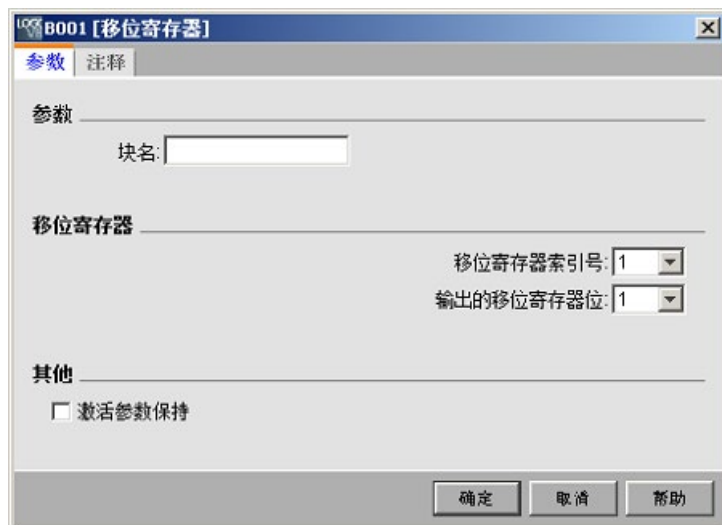 LOGO B001 [移位寄存器]
参数 注释
参数
块名:
移位寄存器
移位寄存器索引号: 1
输出的移位寄存器位: 1
其他
激活参数保持
确定 取消 帮助